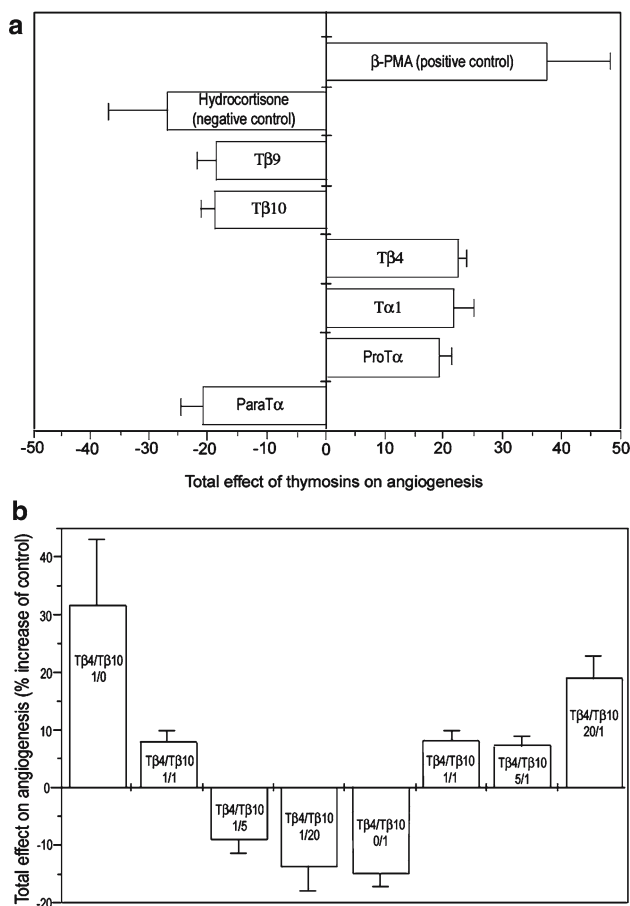 a
β-PMA (positive control)
Hydrocortisone
(negative control)
Tβ9
Tβ10
Tβ4
Tα1
ProTα
ParaTα
-50 -40 -30 -20 -10 0 10 20 30 40 50
Total effect of thymosins on angiogenesis
b
Total effect on angiogenesis (% increase of control)
40
30
20
10
0
-10
-20
Tβ4/Tβ10
1/0
Tβ4/Tβ10
1/1
Tβ4/Tβ10
1/5
Tβ4/Tβ10
1/20
Tβ4/Tβ10
0/1
Tβ4/Tβ10
1/1
Tβ4/Tβ10
5/1
Tβ4/Tβ10
20/1